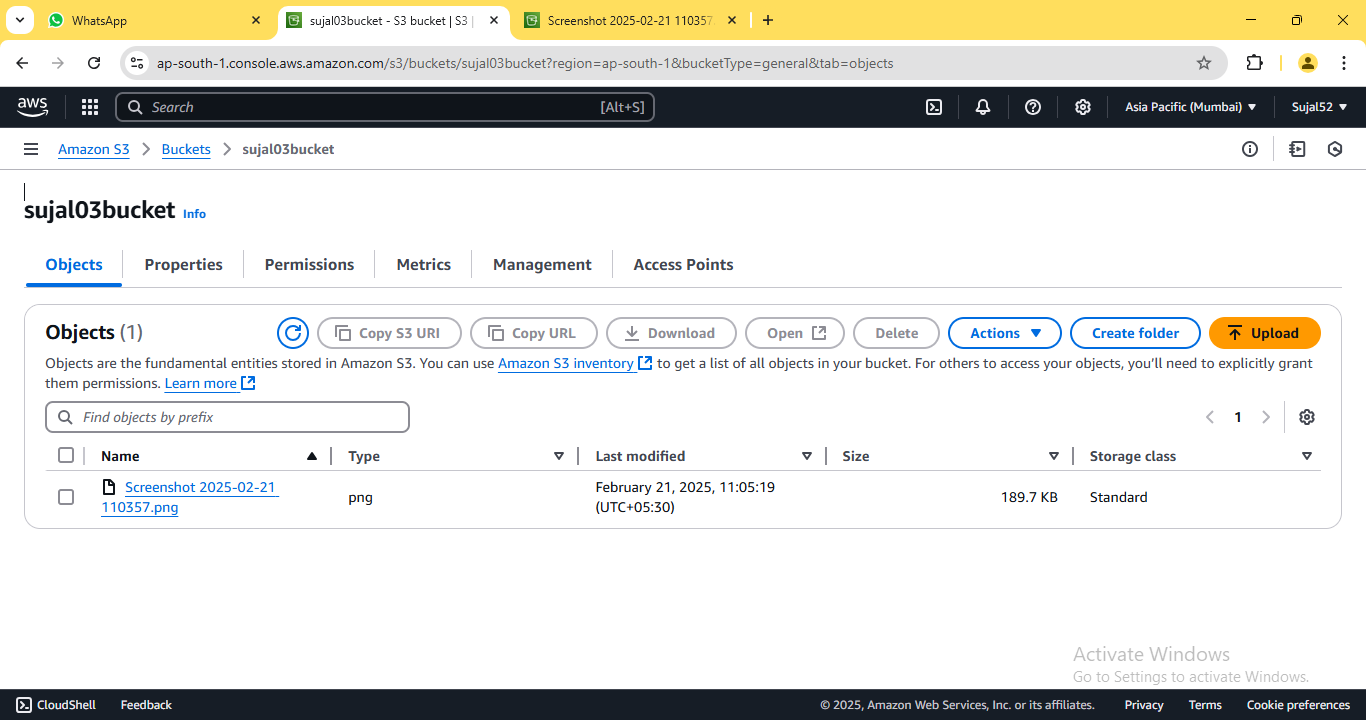 WhatsApp
sujal03bucket - S3 bucket | S3 |
Screenshot 2025-02-21 110357.
ap-south-1.console.aws.amazon.com/s3/buckets/sujal03bucket?region=ap-south-1&bucketType=general&tab=objects
aws
Search [Alt+S]
Asia Pacific (Mumbai)
Sujal52
Amazon S3 > Buckets > sujal03bucket
sujal03bucket Info
Objects Properties Permissions Metrics Management Access Points
Objects (1)
Copy S3 URI Copy URL Download Open Delete Actions Create folder Upload
Objects are the fundamental entities stored in Amazon S3. You can use Amazon S3 inventory to get a list of all objects in your bucket. For others to access your objects, you'll need to explicitly grant
them permissions. Learn more
Find objects by prefix
1
Name Type Last modified Size Storage class
Screenshot 2025-02-21
110357.png
png
February 21, 2025, 11:05:19
(UTC+05:30)
189.7 KB
Standard
Activate Windows
Go to Settings to activate Windows.
CloudShell Feedback © 2025, Amazon Web Services, Inc. or its affiliates. Privacy Terms Cookie preferences